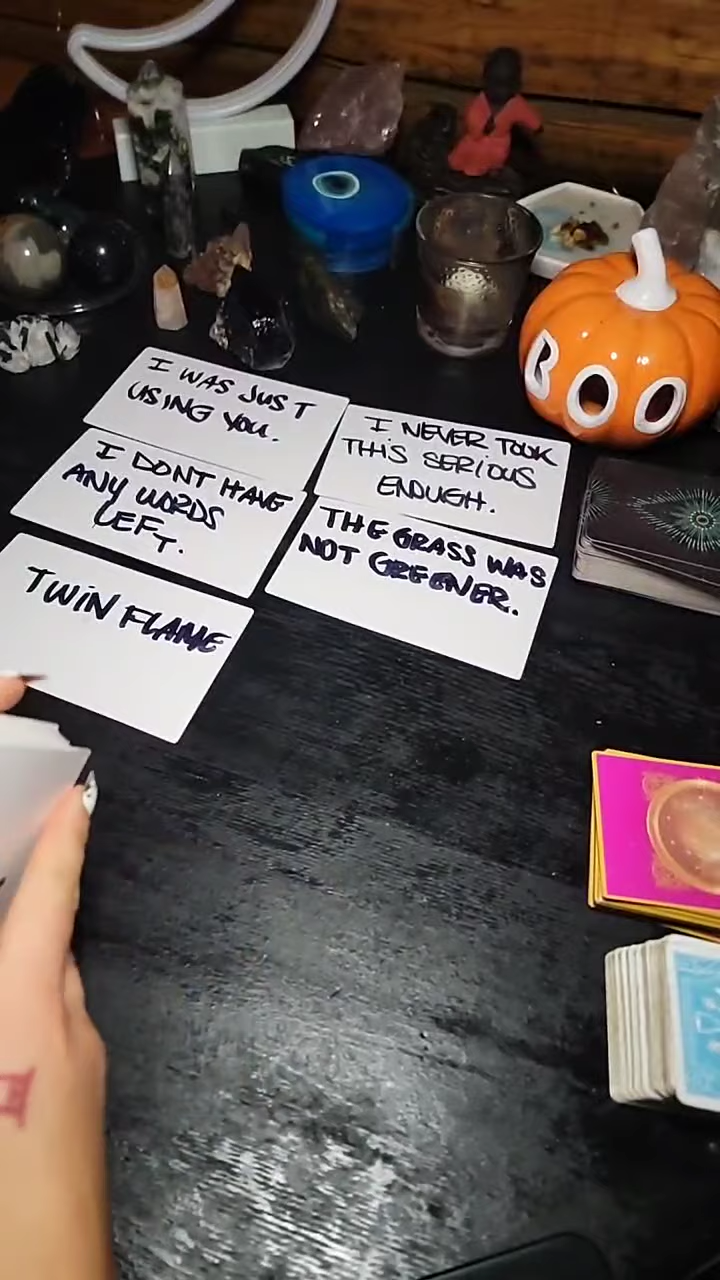 I WAS JUST
USING YOU.
I NEVER TOOK
THIS SERIOUS
ENOUGH.
I DONT HAVE
ANY WORDS
LEFT.
THE GRASS WAS
NOT GREENER.
TWIN FLAME
BOO